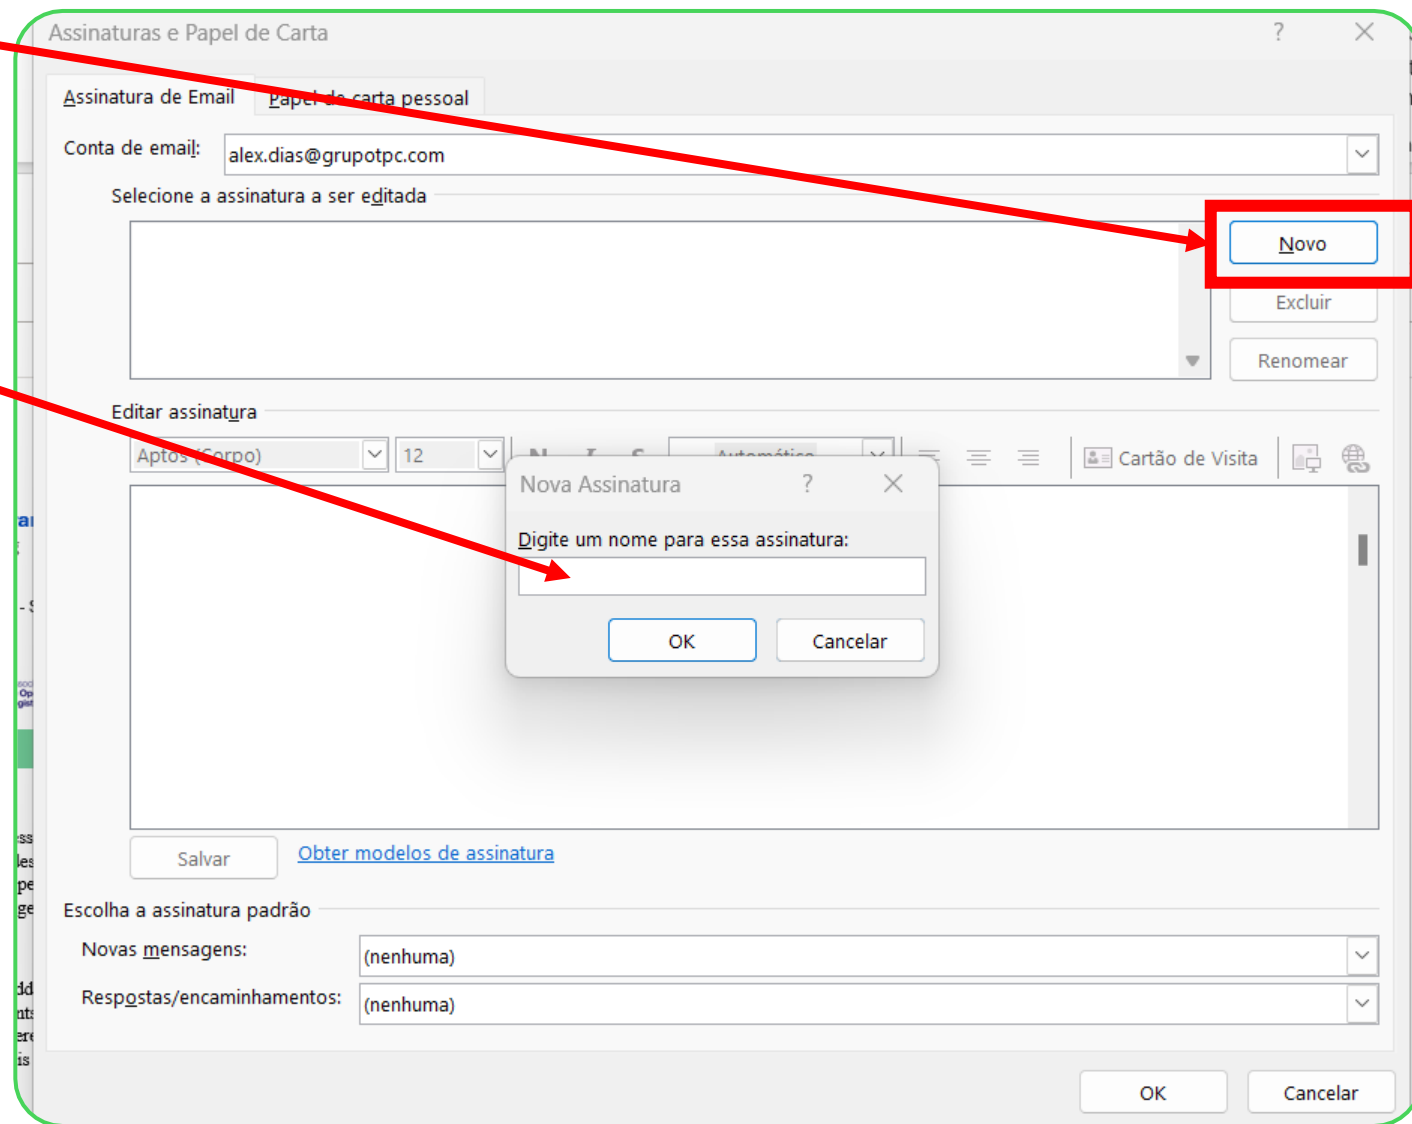 Assinaturas e Papel de Carta
Assinatura de Email
Papel de carta pessoal
Conta de email:
alex.dias@grupotpc.com
Selecione a assinatura a ser editada
Novo
Excluir
Renomear
Editar assinatura
Aptos (Corpo)
12
N
I
S
Automático
Cartão de Visita
Nova Assinatura
?
Digite um nome para essa assinatura:
OK
Cancelar
Salvar
Obter modelos de assinatura
Escolha a assinatura padrão
Novas mensagens:
(nenhuma)
Respostas/encaminhamentos:
(nenhuma)
OK
Cancelar